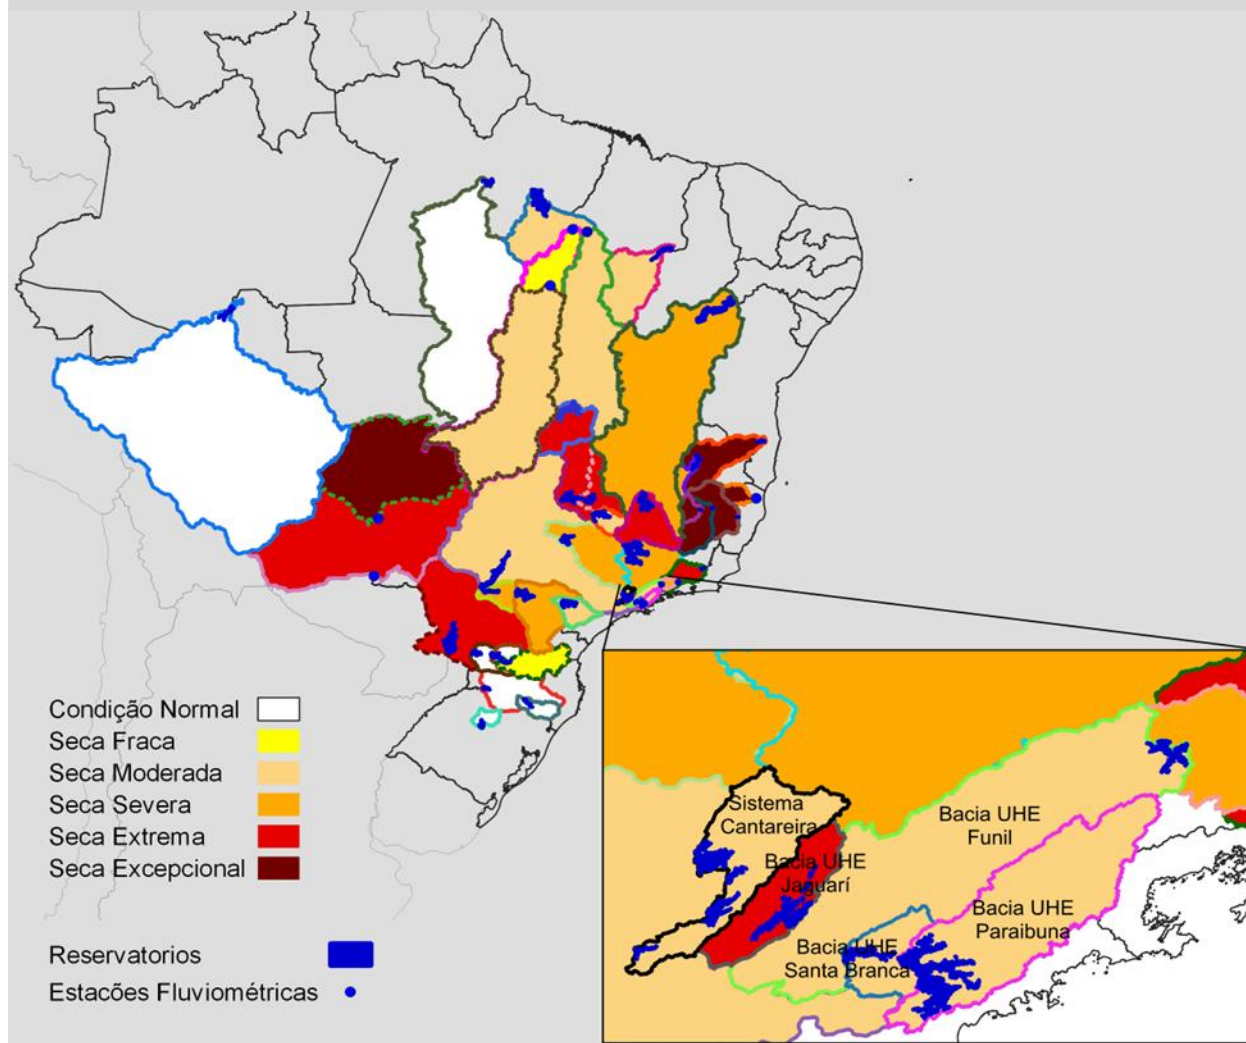 Condição Normal
Seca Fraca
Seca Moderada
Seca Severa
Seca Extrema
Seca Excepcional
Reservatorios
Estacões Fluviométricas
Sistema
Cantareira
Bacia UHE
Jaguarí
Bacia UHE
Funil
Bacia UHE
Paraibuna
Bacia UHE
Santa Branca